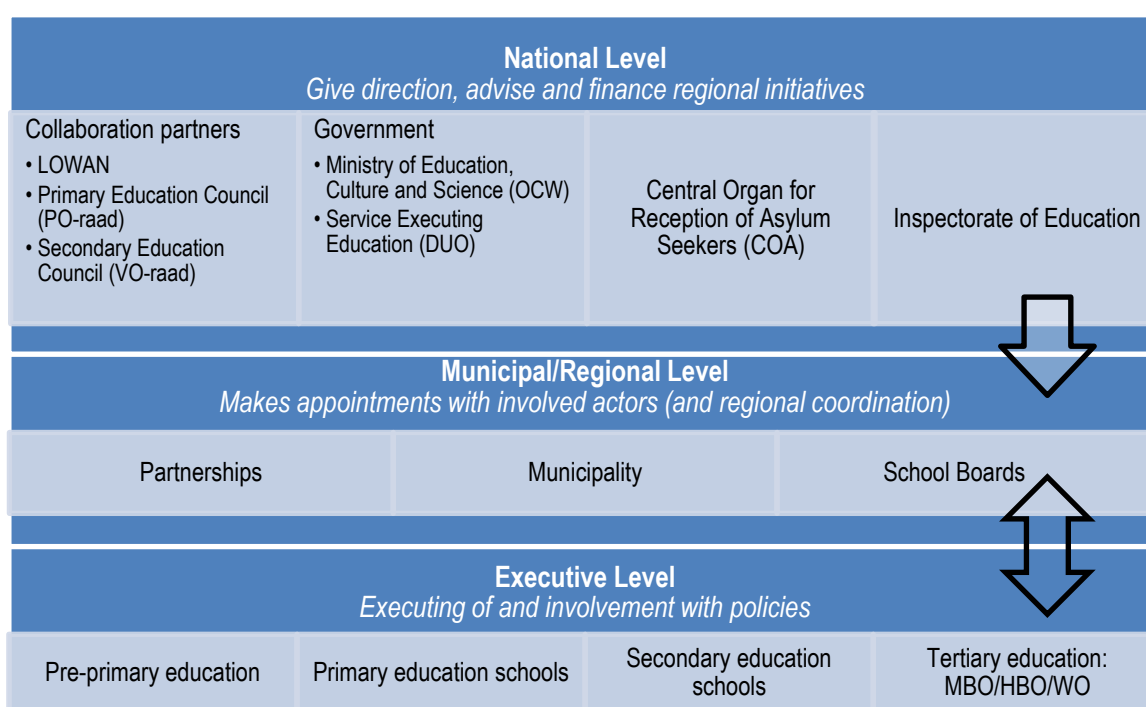 National Level
Give direction, advise and finance regional initiatives
Collaboration partners
• LOWAN
• Primary Education Council
(PO-raad)
• Secondary Education
Council (VO-raad)
Government
• Ministry of Education,
Culture and Science (OCW)
• Service Executing
Education (DUO)
Central Organ for
Reception of Asylum
Seekers (COA)
Inspectorate of Education
Municipal/Regional Level
Makes appointments with involved actors (and regional coordination)
Partnerships
Municipality
School Boards
Executive Level
Executing of and involvement with policies
Pre-primary education
Primary education schools
Secondary education
schools
Tertiary education:
MBO/HBO/WO